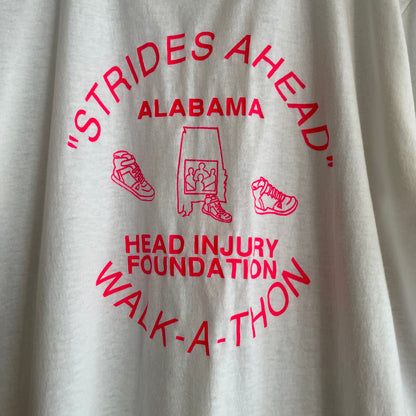 "STRIDES AHEAD"
ALABAMA
HEAD INJURY
FOUNDATION
WALK-A-THON